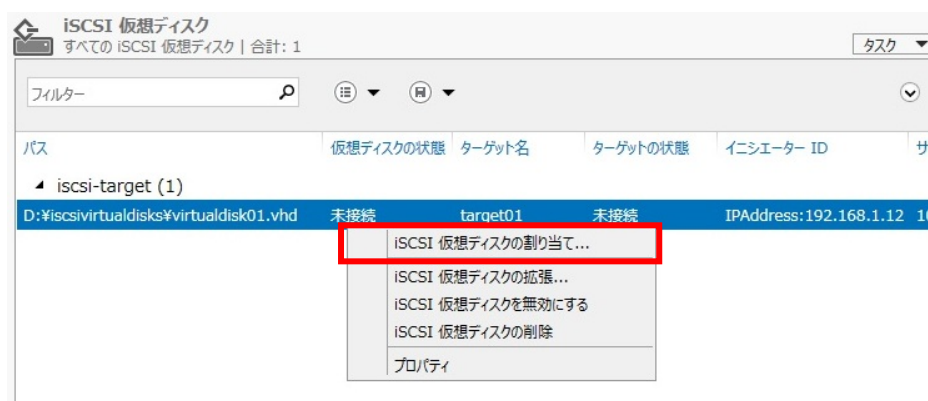 iSCSI 仮想ディスク
すべての iSCSI 仮想ディスク | 合計: 1
タスク
フィルター
パス 仮想ディスクの状態 ターゲット名 ターゲットの状態 イニシエーター ID
iscsi-target (1)
D:¥iscsivirtualdisks¥virtualdisk01.vhd 未接続 target01 未接続 IPAddress:192.168.1.12
iSCSI 仮想ディスクの割り当て...
iSCSI 仮想ディスクの拡張...
iSCSI 仮想ディスクを無効にする
iSCSI 仮想ディスクの削除
プロパティ